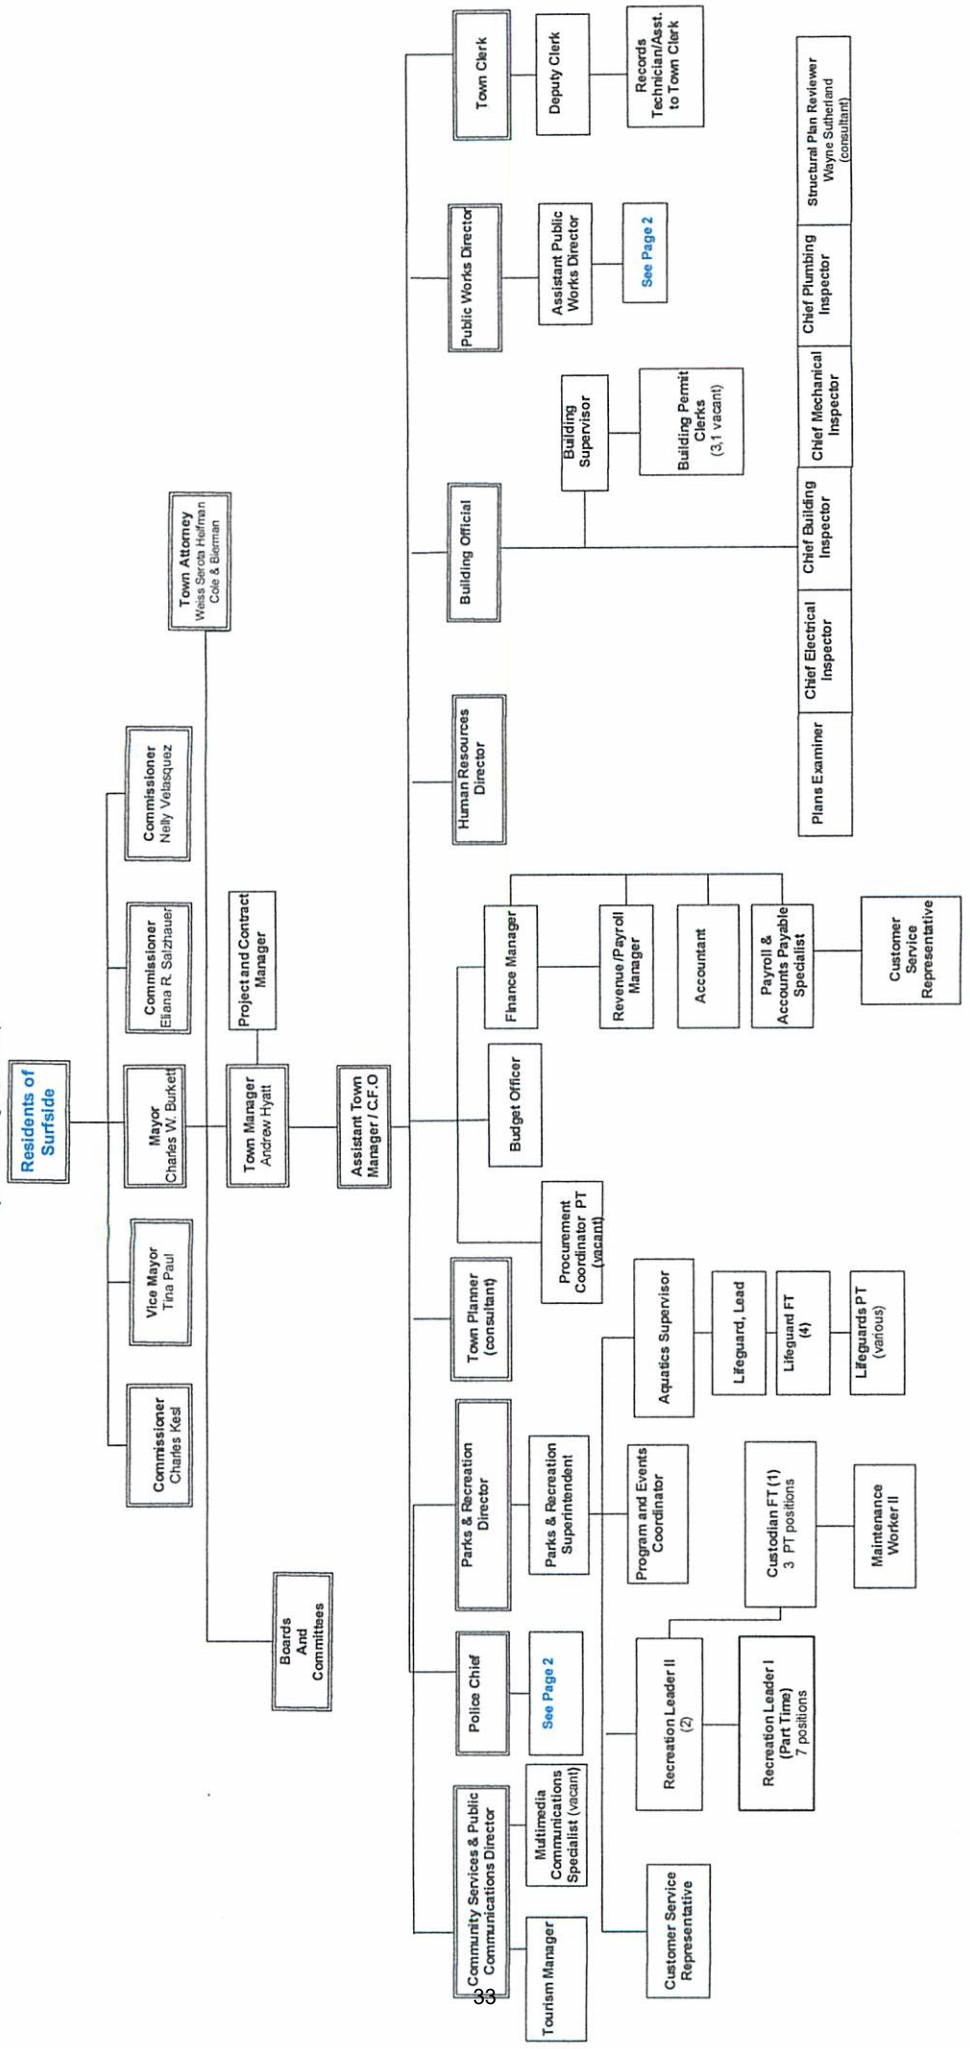 Residents of
Surfside
Commissioner
Charles Kesl
Vice Mayor
Tina Paul
Mayor
Charles W. Burkett
Commissioner
Eliana R. Salzhauer
Commissioner
Nelly Velasquez
Town Attorney
Weiss Serota Helfman
Cole & Bierman
Boards
And
Committees
Town Manager
Andrew Hyatt
Project and Contract
Manager
Assistant Town
Manager / C.F.O
Community Services & Public
Communications Director
Police Chief
Parks & Recreation
Director
Town Planner
(consultant)
Human Resources
Director
Building Official
Public Works Director
Town Clerk
Tourism Manager
Multimedia
Communications
Specialist (vacant)
See Page 2
Parks & Recreation
Superintendent
Procurement
Coordinator PT
(vacant)
Budget Officer
Finance Manager
Building
Supervisor
Assistant Public
Works Director
Deputy Clerk
Customer Service
Representative
Recreation Leader II
(2)
Program and Events
Coordinator
Aquatics Supervisor
Revenue/Payroll
Manager
Building Permit
Clerks
(3,1 vacant)
See Page 2
Records
Technician/Asst.
to Town Clerk
Recreation Leader I
(Part Time)
7 positions
Custodian FT (1)
3 PT positions
Lifeguard, Lead
Accountant
Lifeguard FT
(4)
Payroll &
Accounts Payable
Specialist
Maintenance
Worker II
Lifeguards PT
(various)
Customer
Service
Representative
Plans Examiner
Chief Electrical
Inspector
Chief Building
Inspector
Chief Mechanical
Inspector
Chief Plumbing
Inspector
Structural Plan Reviewer
Wayne Sutherland
(consultant)
33